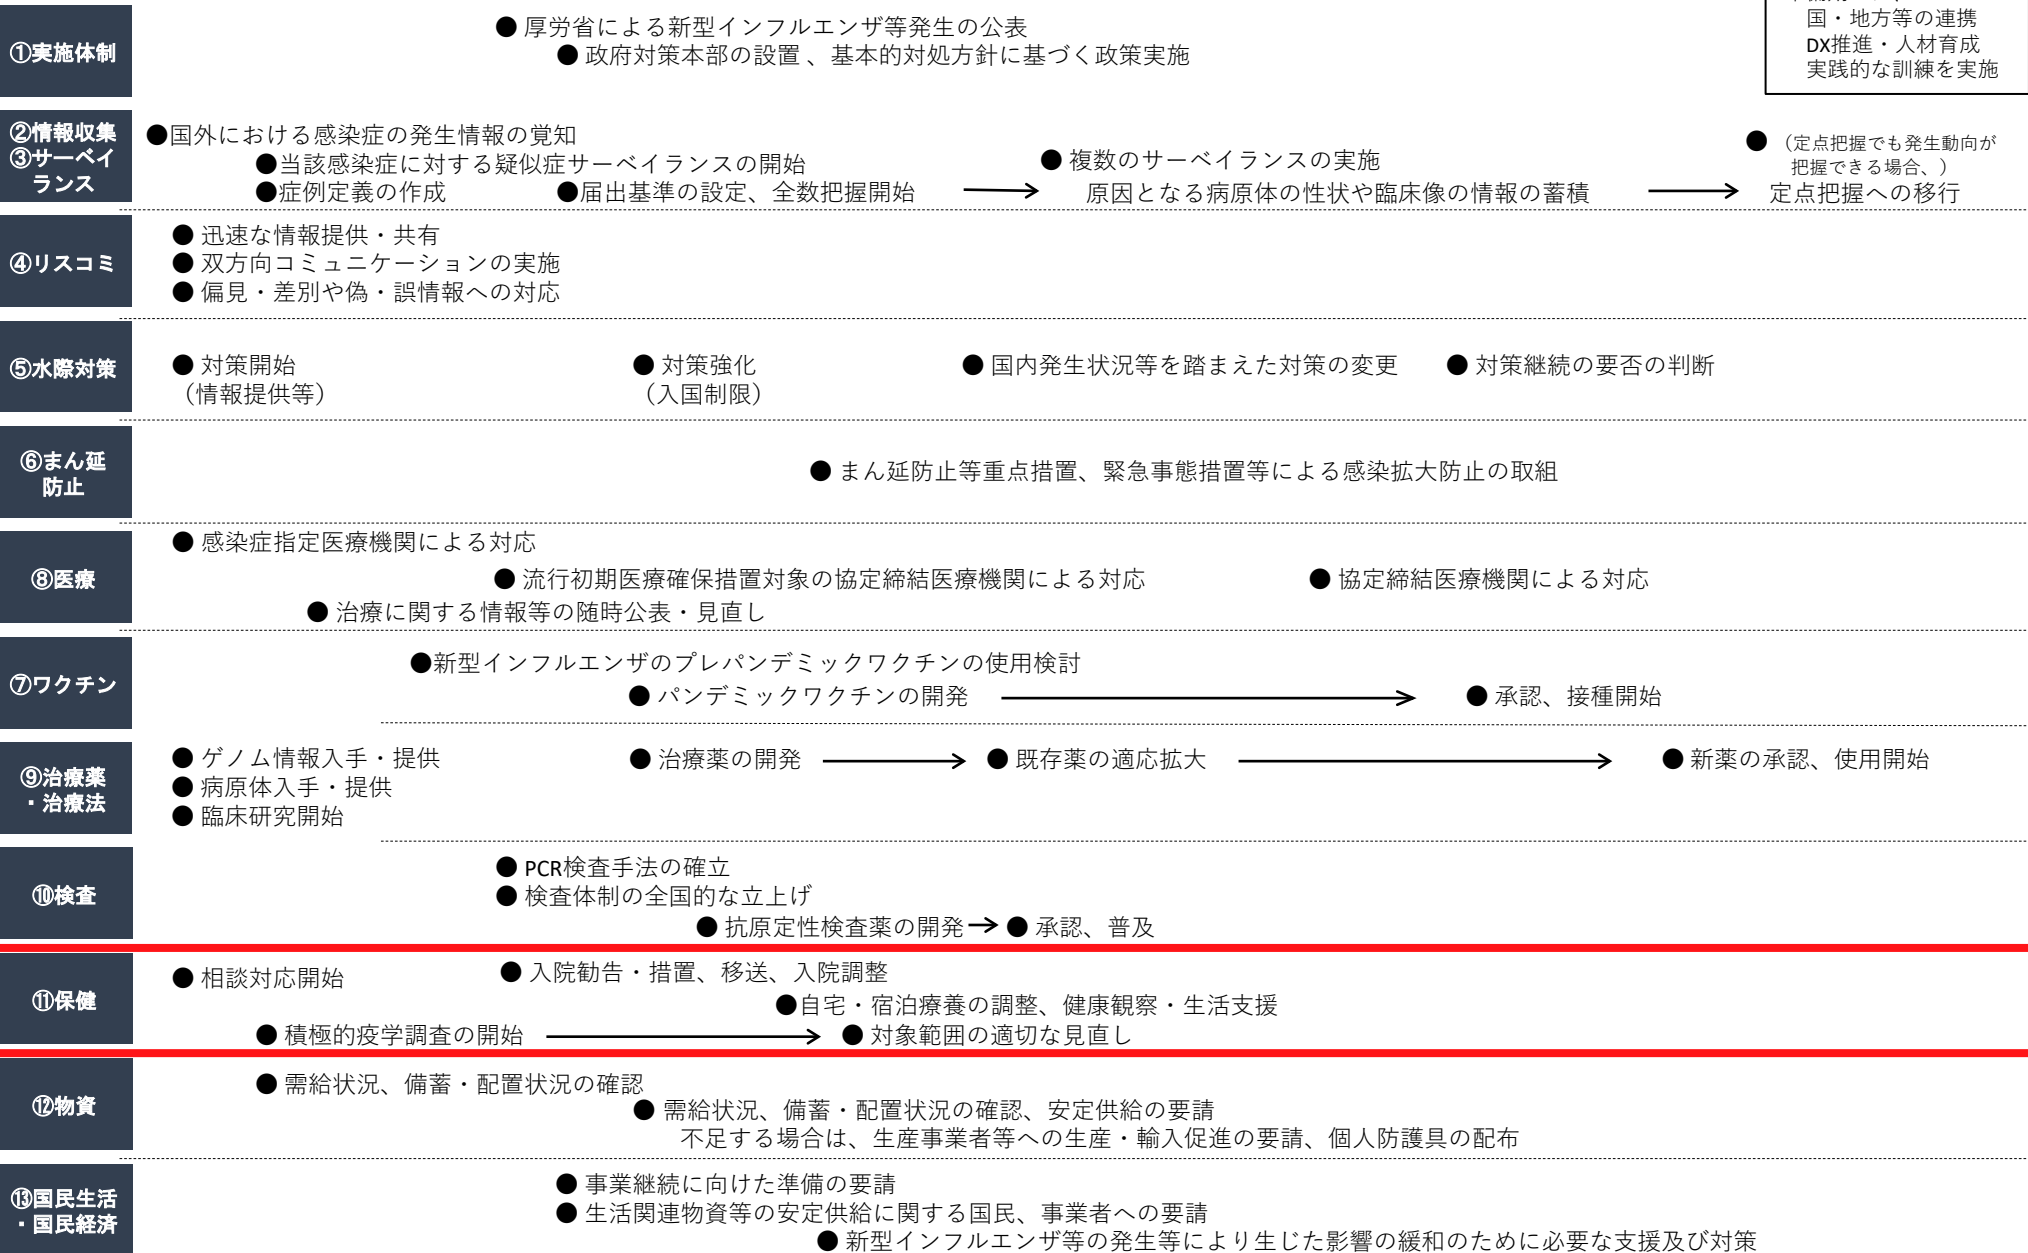 ①実施体制
● 厚労省による新型インフルエンザ等発生の公表
● 政府対策本部の設置、基本的対処方針に基づく政策実施
国・地方等の連携
DX推進・人材育成
実践的な訓練を実施
②情報収集
③サーベイ
ランス
●国外における感染症の発生情報の覚知
●当該感染症に対する疑似症サーベイランスの開始
●症例定義の作成
●届出基準の設定、全数把握開始
● 複数のサーベイランスの実施
原因となる病原体の性状や臨床像の情報の蓄積
● (定点把握でも発生動向が
把握できる場合、)
定点把握への移行
④リスコミ
● 迅速な情報提供・共有
● 双方向コミュニケーションの実施
● 偏見・差別や偽・誤情報への対応
⑤水際対策
● 対策開始
(情報提供等)
● 対策強化
(入国制限)
● 国内発生状況等を踏まえた対策の変更
● 対策継続の要否の判断
⑥まん延
防止
● まん延防止等重点措置、緊急事態措置等による感染拡大防止の取組
⑧医療
● 感染症指定医療機関による対応
● 流行初期医療確保措置対象の協定締結医療機関による対応
● 協定締結医療機関による対応
● 治療に関する情報等の随時公表・見直し
⑦ワクチン
●新型インフルエンザのプレパンデミックワクチンの使用検討
● パンデミックワクチンの開発
● 承認、接種開始
⑨治療薬
・治療法
● ゲノム情報入手・提供
● 病原体入手・提供
● 臨床研究開始
● 治療薬の開発
● 既存薬の適応拡大
● 新薬の承認、使用開始
⑩検査
● PCR検査手法の確立
● 検査体制の全国的な立上げ
● 抗原定性検査薬の開発
● 承認、普及
⑪保健
● 相談対応開始
● 入院勧告・措置、移送、入院調整
●自宅・宿泊療養の調整、健康観察・生活支援
● 積極的疫学調査の開始
● 対象範囲の適切な見直し
⑫物資
● 需給状況、備蓄・配置状況の確認
● 需給状況、備蓄・配置状況の確認、安定供給の要請
不足する場合は、生産事業者等への生産・輸入促進の要請、個人防護具の配布
⑬国民生活
・国民経済
● 事業継続に向けた準備の要請
● 生活関連物資等の安定供給に関する国民、事業者への要請
● 新型インフルエンザ等の発生等により生じた影響の緩和のために必要な支援及び対策